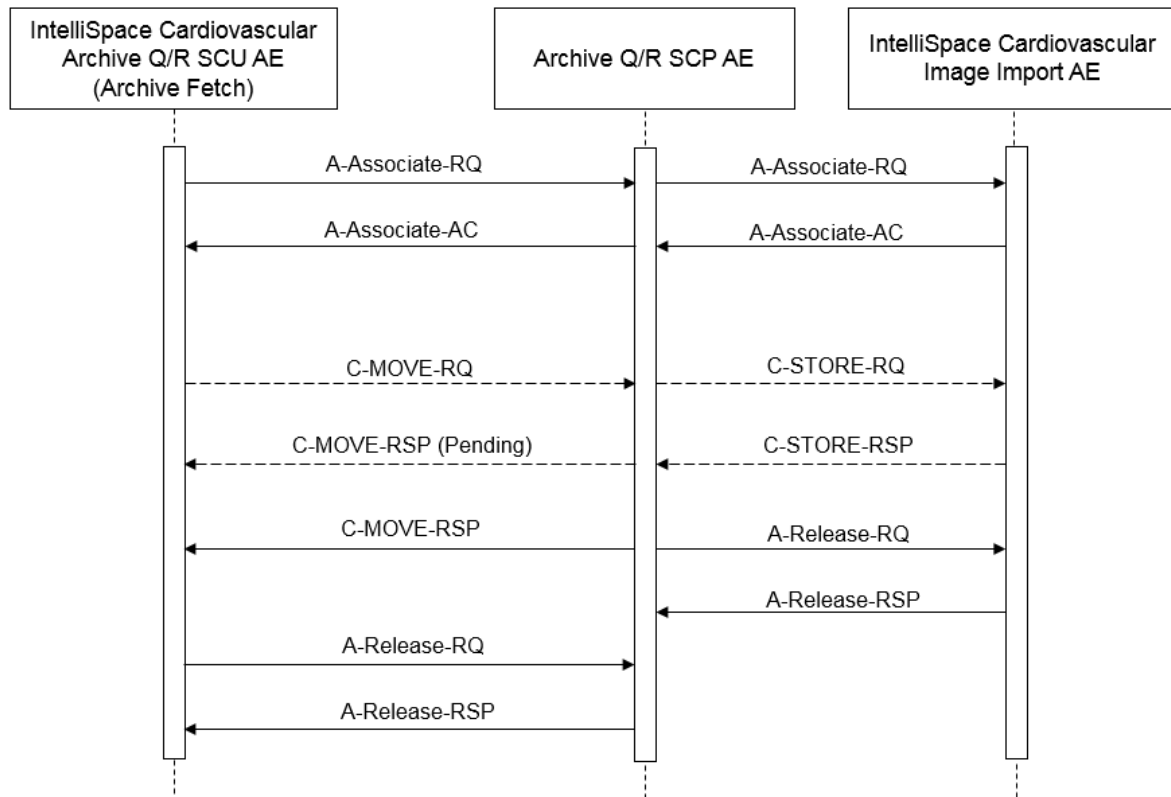 IntelliSpace Cardiovascular
Archive Q/R SCU AE
(Archive Fetch)
Archive Q/R SCP AE
IntelliSpace Cardiovascular
Image Import AE
A-Associate-RQ
A-Associate-RQ
A-Associate-AC
A-Associate-AC
C-MOVE-RQ
C-STORE-RQ
C-MOVE-RSP (Pending)
C-STORE-RSP
C-MOVE-RSP
A-Release-RQ
A-Release-RSP
A-Release-RQ
A-Release-RSP